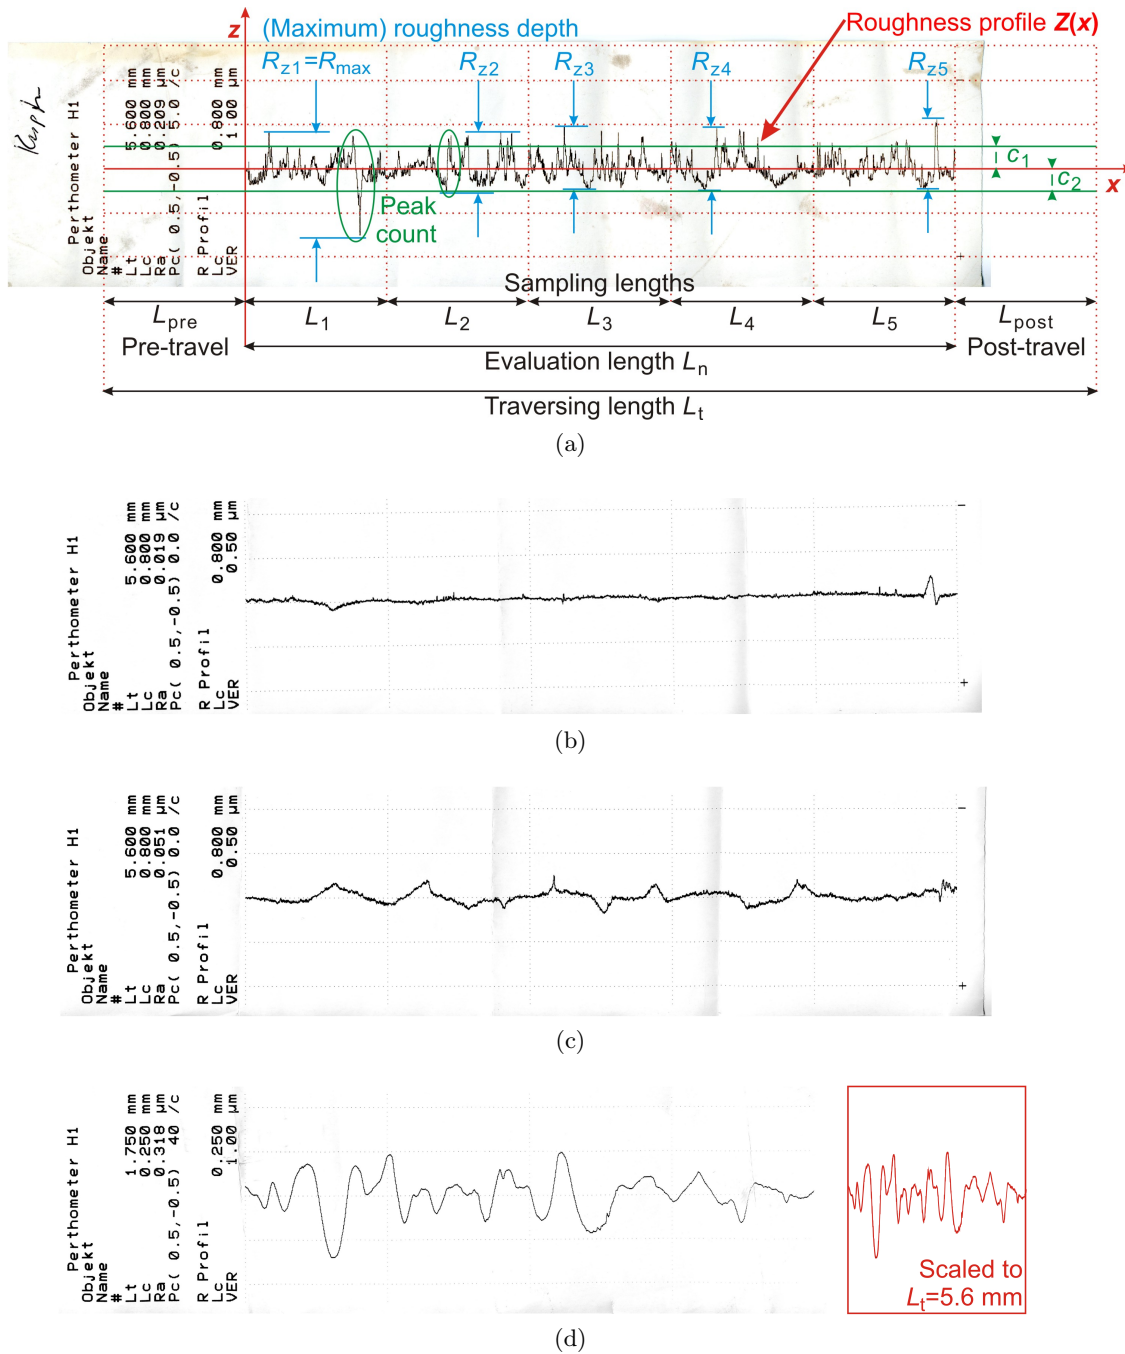 z
(Maximum) roughness depth
Roughness profile Z(x)
Rz1=Rmax
Rz2
Rz3
Rz4
Rz5
Perthometer H1
Objekt
Name
#
Lt 5.600 mm
Lc 0.800 mm
Ra 0.209 µm
Pc( 0.5,-0.5) 5.0 /c
R Profil
Lc 0.800 mm
VER 1.00 µm
c1
c2
x
Peak
count
Sampling lengths
Lpre
L1
L2
L3
L4
L5
Lpost
Pre-travel
Post-travel
Evaluation length Ln
Traversing length Lt
(a)
Perthometer H1
Objekt
Name
#
Lt 5.600 mm
Lc 0.800 mm
Ra 0.019 µm
Pc( 0.5,-0.5) 0.0 /c
R Profil
Lc 0.800 mm
VER 0.50 µm
−
+
(b)
Perthometer H1
Objekt
Name
#
Lt 5.600 mm
Lc 0.800 mm
Ra 0.051 µm
Pc( 0.5,-0.5) 0.0 /c
R Profil
Lc 0.800 mm
VER 0.50 µm
−
+
(c)
Perthometer H1
Objekt
Name
#
Lt 1.750 mm
Lc 0.250 mm
Ra 0.318 µm
Pc( 0.5,-0.5) 40 /c
R Profil
Lc 0.250 mm
VER 1.00 µm
Scaled to
Lt=5.6 mm
(d)